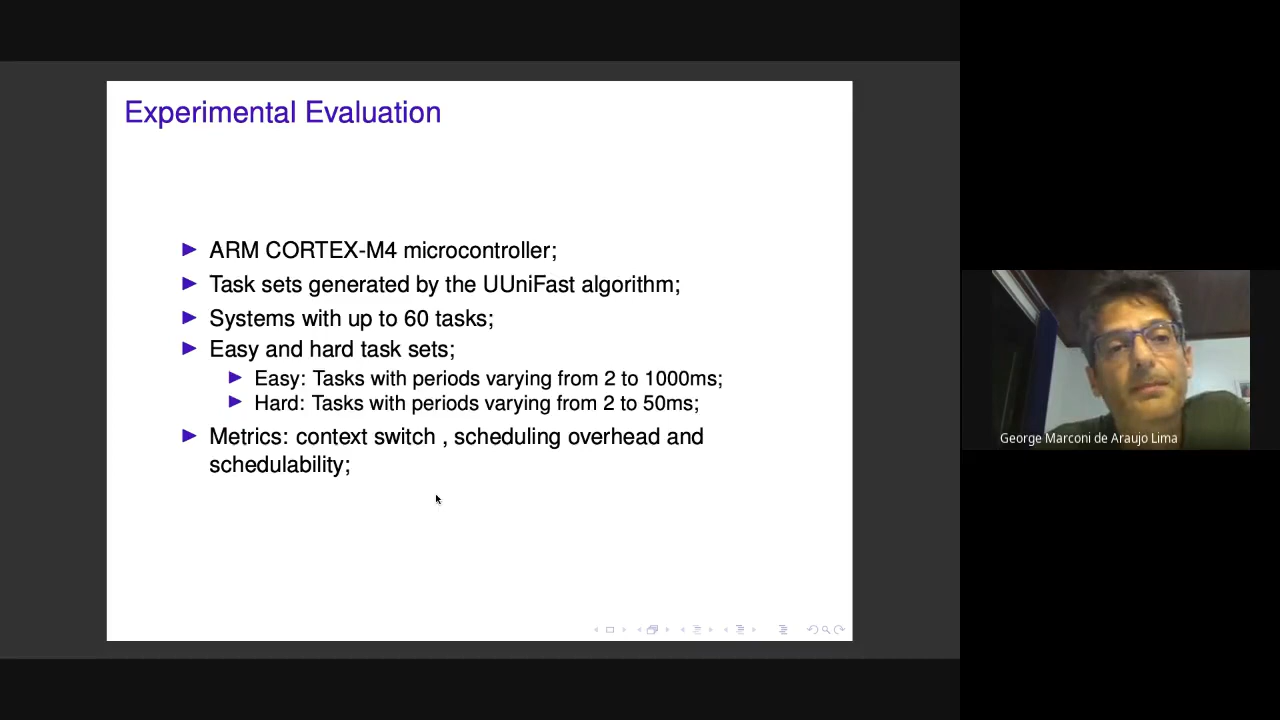 Experimental Evaluation
ARM CORTEX-M4 microcontroller;
Task sets generated by the UUniFast algorithm;
Systems with up to 60 tasks;
Easy and hard task sets;
Easy: Tasks with periods varying from 2 to 1000ms;
Hard: Tasks with periods varying from 2 to 50ms;
Metrics: context switch , scheduling overhead and
schedulability;
George Marconi de Araujo Lima